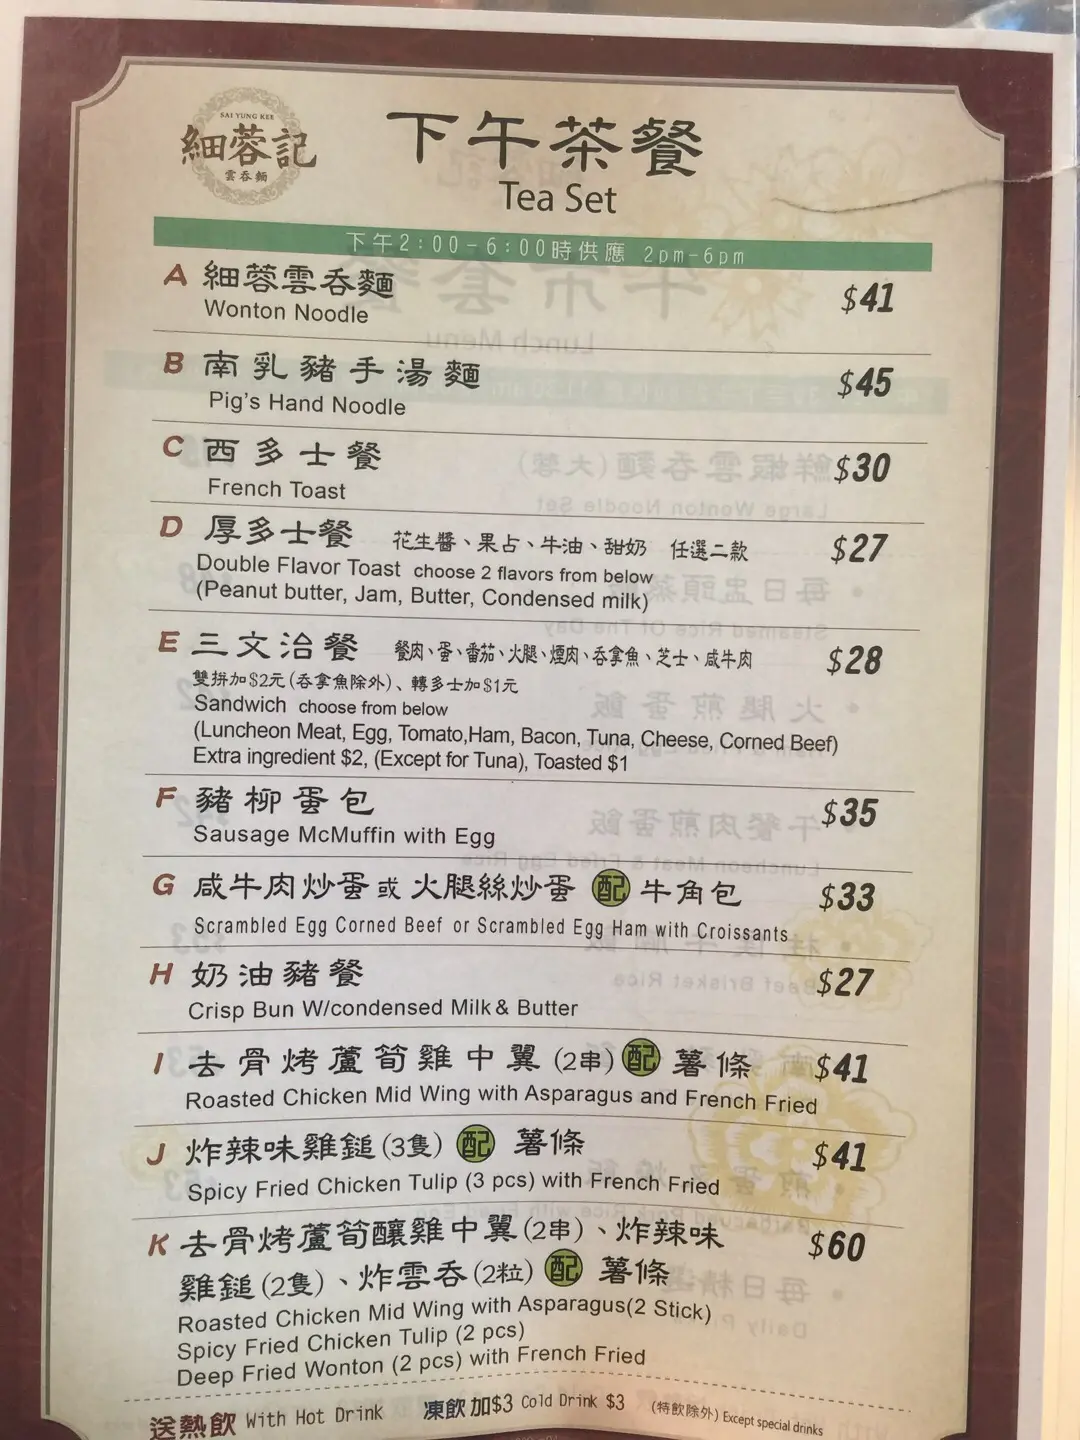 SAI YUNG KEE
細蓉記
雲吞麵
下午茶餐
Tea Set
下午2:00-6:00時供應 2pm-6pm
A 細蓉雲吞麵 $41
Wonton Noodle
B 南乳豬手湯麵 $45
Pig's Hand Noodle
C 西多士餐 $30
French Toast
D 厚多士餐 花生醬、果占、牛油、甜奶 任選二款 $27
Double Flavor Toast choose 2 flavors from below
(Peanut butter, Jam, Butter, Condensed milk)
E 三文治餐 餐肉、蛋、番茄、火腿、煙肉、吞拿魚、芝士、咸牛肉 $28
雙拼加$2元(吞拿魚除外)、轉多士加$1元
Sandwich choose from below
(Luncheon Meat, Egg, Tomato,Ham, Bacon, Tuna, Cheese, Corned Beef)
Extra ingredient $2, (Except for Tuna), Toasted $1
F 豬柳蛋包 $35
Sausage McMuffin with Egg
G 咸牛肉炒蛋或火腿絲炒蛋 配 牛角包 $33
Scrambled Egg Corned Beef or Scrambled Egg Ham with Croissants
H 奶油豬餐 $27
Crisp Bun W/condensed Milk & Butter
I 去骨烤蘆筍雞中翼(2串) 配 薯條 $41
Roasted Chicken Mid Wing with Asparagus and French Fried
J 炸辣味雞鎚(3隻) 配 薯條 $41
Spicy Fried Chicken Tulip (3 pcs) with French Fried
K 去骨烤蘆筍釀雞中翼(2串)、炸辣味 $60
雞鎚(2隻)、炸雲吞(2粒) 配 薯條
Roasted Chicken Mid Wing with Asparagus(2 Stick)
Spicy Fried Chicken Tulip (2 pcs)
Deep Fried Wonton (2 pcs) with French Fried
送熱飲 With Hot Drink 凍飲加$3 Cold Drink $3 (特飲除外) Except special drinks